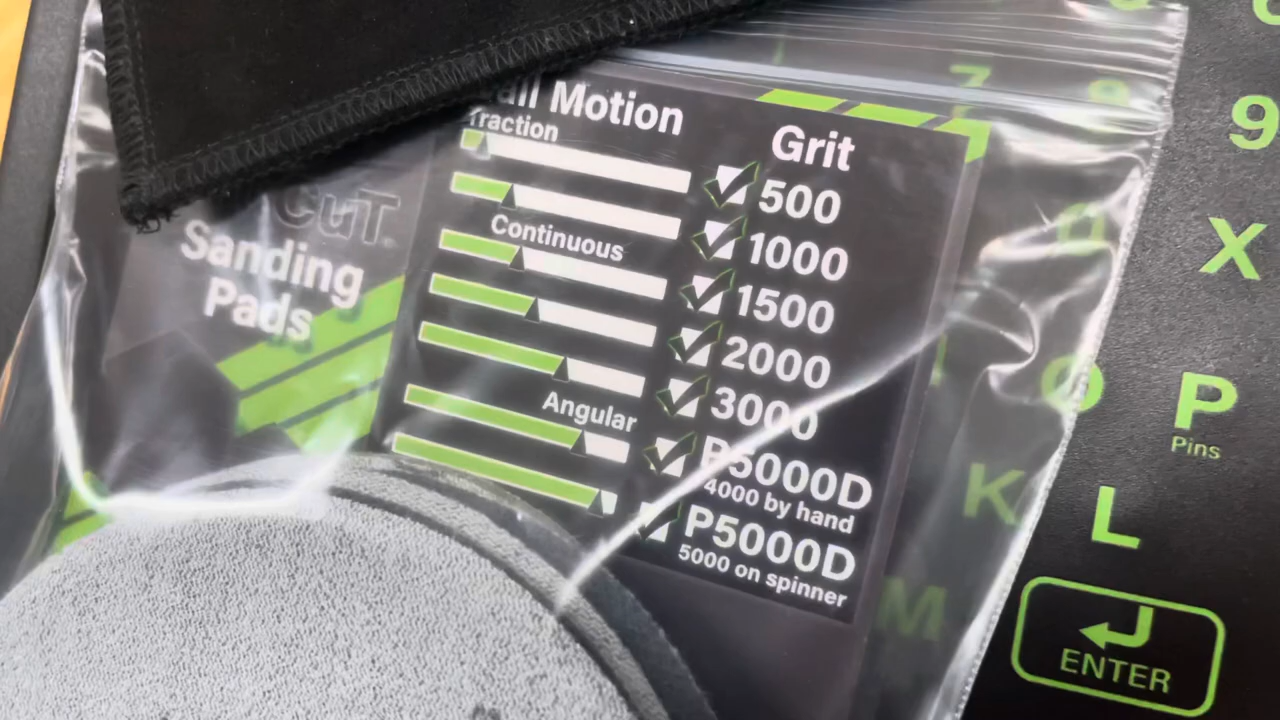 Motion
Traction
Grit
500
1000
Continuous
1500
2000
3000
Angular
P5000D
4000 by hand
P5000D
5000 on spinner
CuT
Sanding
Pads
9
X
P
Pins
K
L
M
ENTER